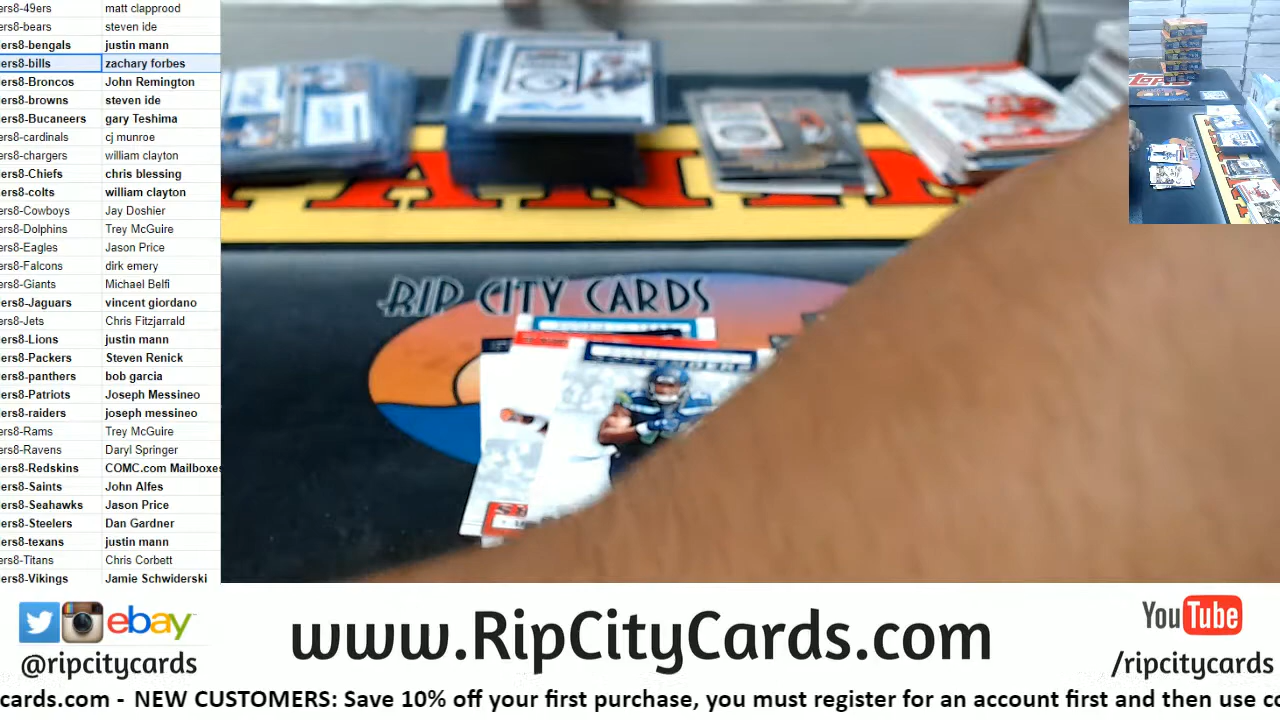 ers8-49ers matt clapprood
ers8-bears steven ide
ers8-bengals justin mann
ers8-bills zachary forbes
ers8-Broncos John Remington
ers8-browns steven ide
ers8-Bucaneers gary Teshima
ers8-cardinals cj munroe
ers8-chargers william clayton
ers8-Chiefs chris blessing
ers8-colts william clayton
ers8-Cowboys Jay Doshier
ers8-Dolphins Trey McGuire
ers8-Eagles Jason Price
ers8-Falcons dirk emery
ers8-Giants Michael Belfi
ers8-Jaguars vincent giordano
ers8-Jets Chris Fitzjarrald
ers8-Lions justin mann
ers8-Packers Steven Renick
ers8-panthers bob garcia
ers8-Patriots Joseph Messineo
ers8-raiders joseph messineo
ers8-Rams Trey McGuire
ers8-Ravens Daryl Springer
ers8-Redskins COMC.com Mailboxes
ers8-Saints John Alfes
ers8-Seahawks Jason Price
ers8-Steelers Dan Gardner
ers8-texans justin mann
ers8-Titans Chris Corbett
ers8-Vikings Jamie Schwiderski
RIP CITY CARDS
ebay
@ripcitycards
www.RipCityCards.com
YouTube
/ripcitycards
cards.com - NEW CUSTOMERS: Save 10% off your first purchase, you must register for an account first and then use co